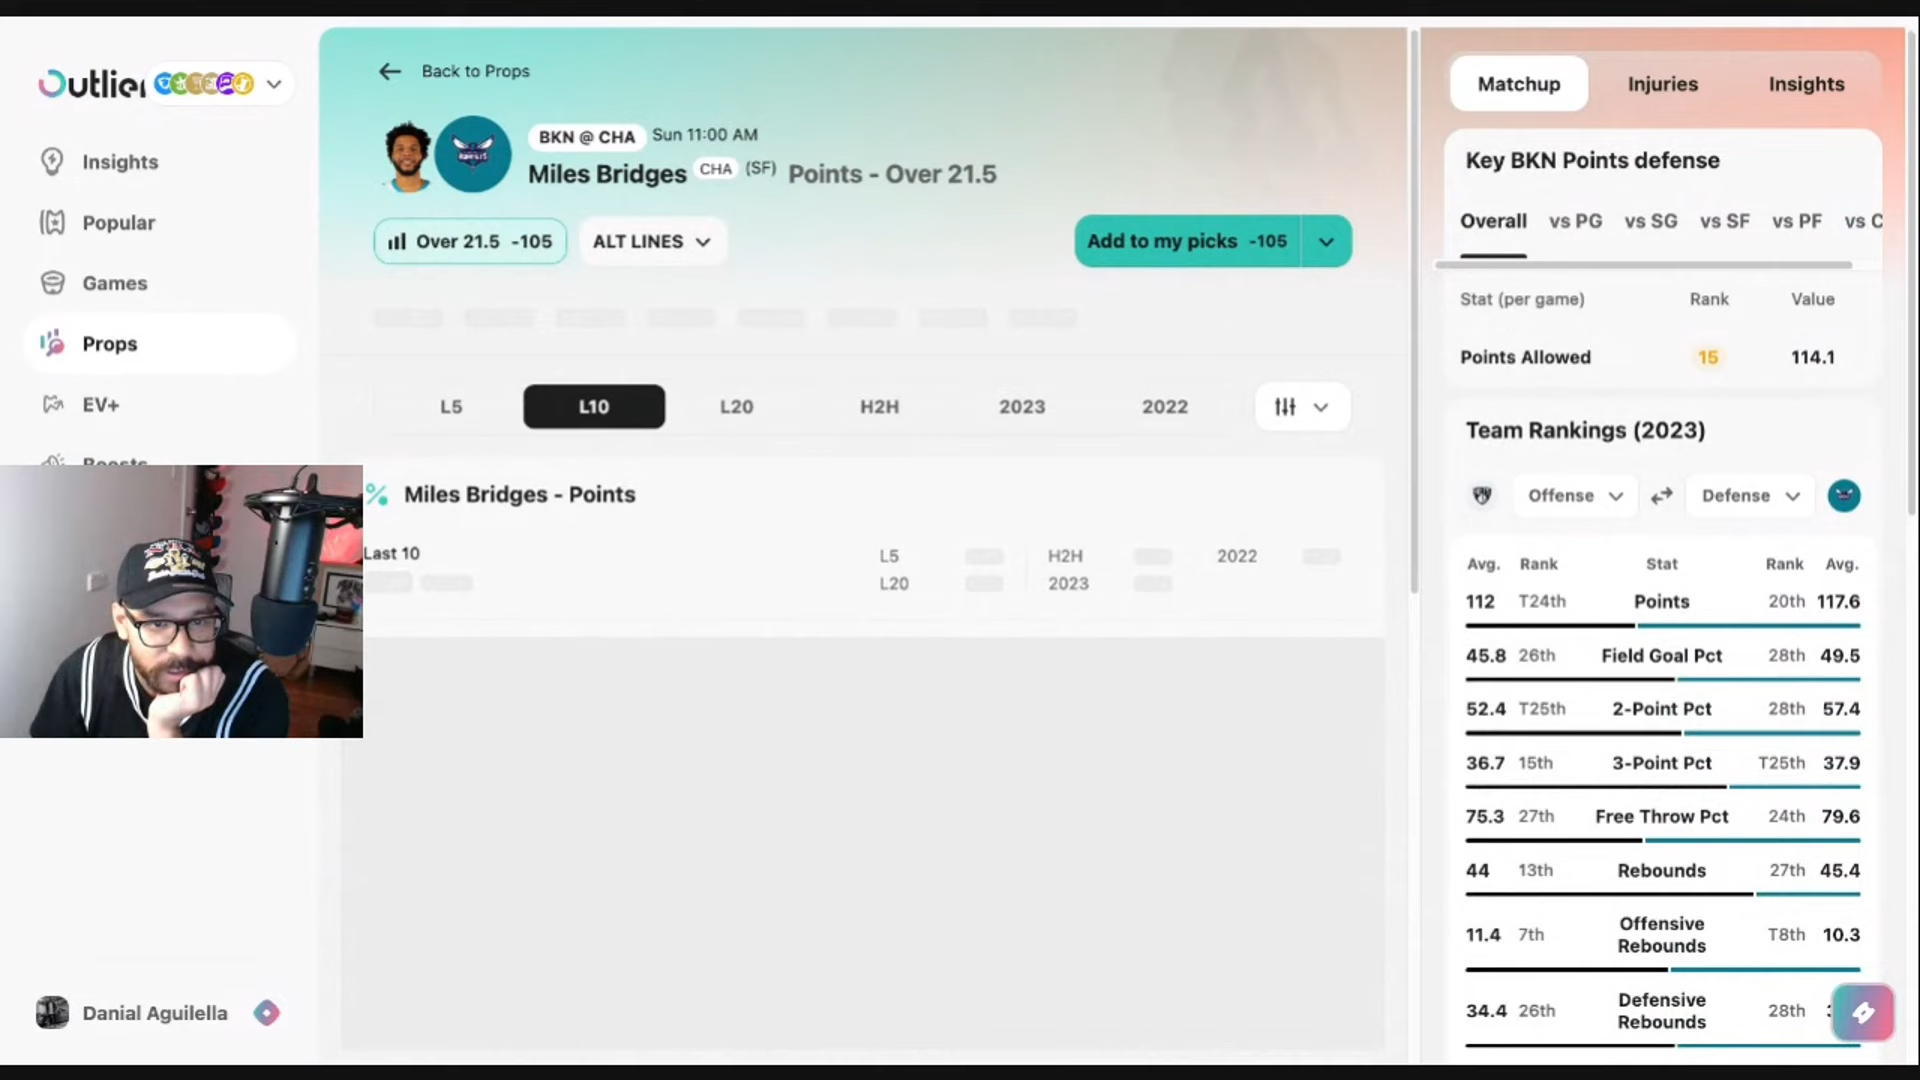 Outlier
Insights
Popular
Games
Props
EV+
Boosts
Danial Aguilella
Back to Props
BKN @ CHA Sun 11:00 AM
Miles Bridges CHA (SF) Points - Over 21.5
Over 21.5 -105 ALT LINES
Add to my picks -105
L5 L10 L20 H2H 2023 2022
Miles Bridges - Points
Last 10
L5 H2H 2022
L20 2023
Matchup Injuries Insights
Key BKN Points defense
Overall vs PG vs SG vs SF vs PF vs C
Stat (per game) Rank Value
Points Allowed 15 114.1
Team Rankings (2023)
Offense Defense
Avg. Rank Stat Rank Avg.
112 T24th Points 20th 117.6
45.8 26th Field Goal Pct 28th 49.5
52.4 T25th 2-Point Pct 28th 57.4
36.7 15th 3-Point Pct T25th 37.9
75.3 27th Free Throw Pct 24th 79.6
44 13th Rebounds 27th 45.4
11.4 7th Offensive Rebounds T8th 10.3
34.4 26th Defensive Rebounds 28th